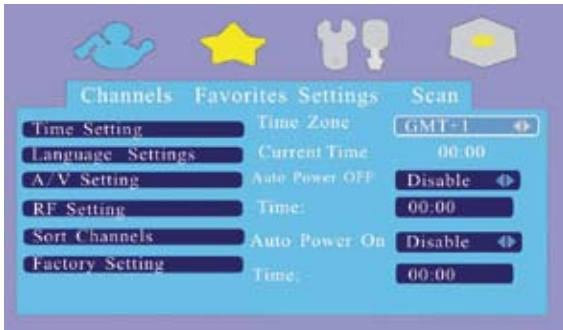 Channels Favorites Settings Scan
Time Setting
Language Settings
A/V Setting
RF Setting
Sort Channels
Factory Setting
Time Zone GMT+1
Current Time 00:00
Auto Power OFF Disable
Time: 00:00
Auto Power On Disable
Time: 00:00